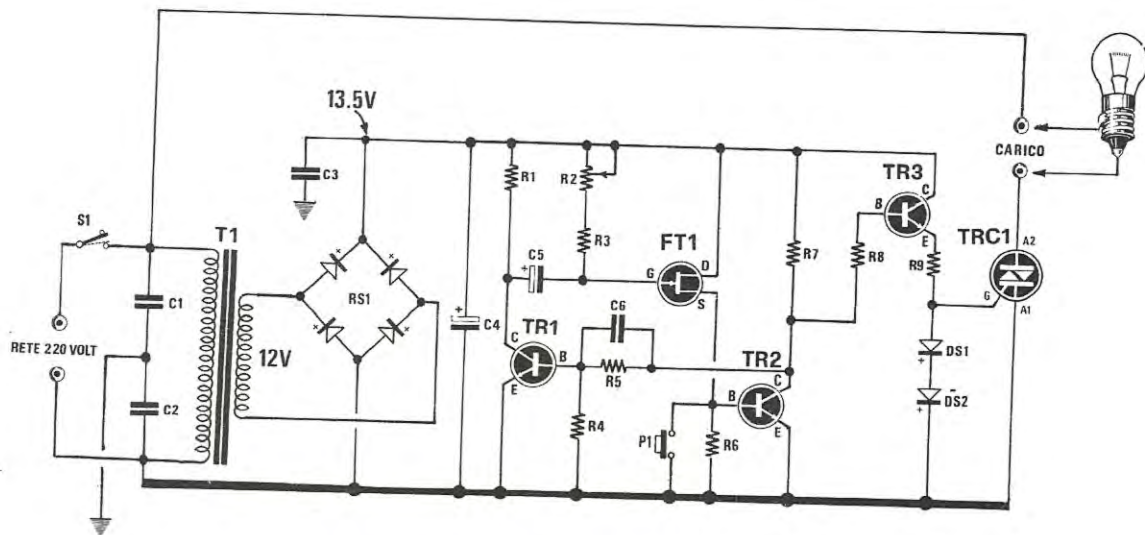 13.5V
C3
S1
T1
C1
RETE 220 VOLT
C2
12V
RS1
C4
R1
R2
R3
C5
FT1
G
D
S
TR1
C
B
E
C6
R5
R4
P1
R6
TR2
B
C
E
R7
R8
TR3
B
C
E
R9
TRC1
A2
G
A1
DS1
DS2
CARICO
+
+
+
+
+
+
+
+